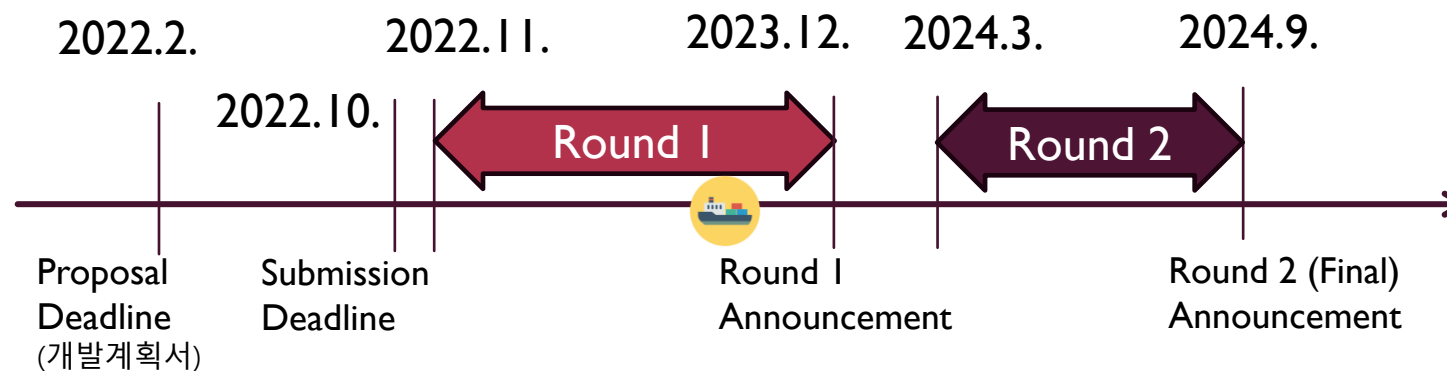 2022.2.
2022.10.
2022.11.
2023.12.
2024.3.
2024.9.
Round 1
Round 2
Proposal
Deadline
(개발계획서)
Submission
Deadline
Round 1
Announcement
Round 2 (Final)
Announcement